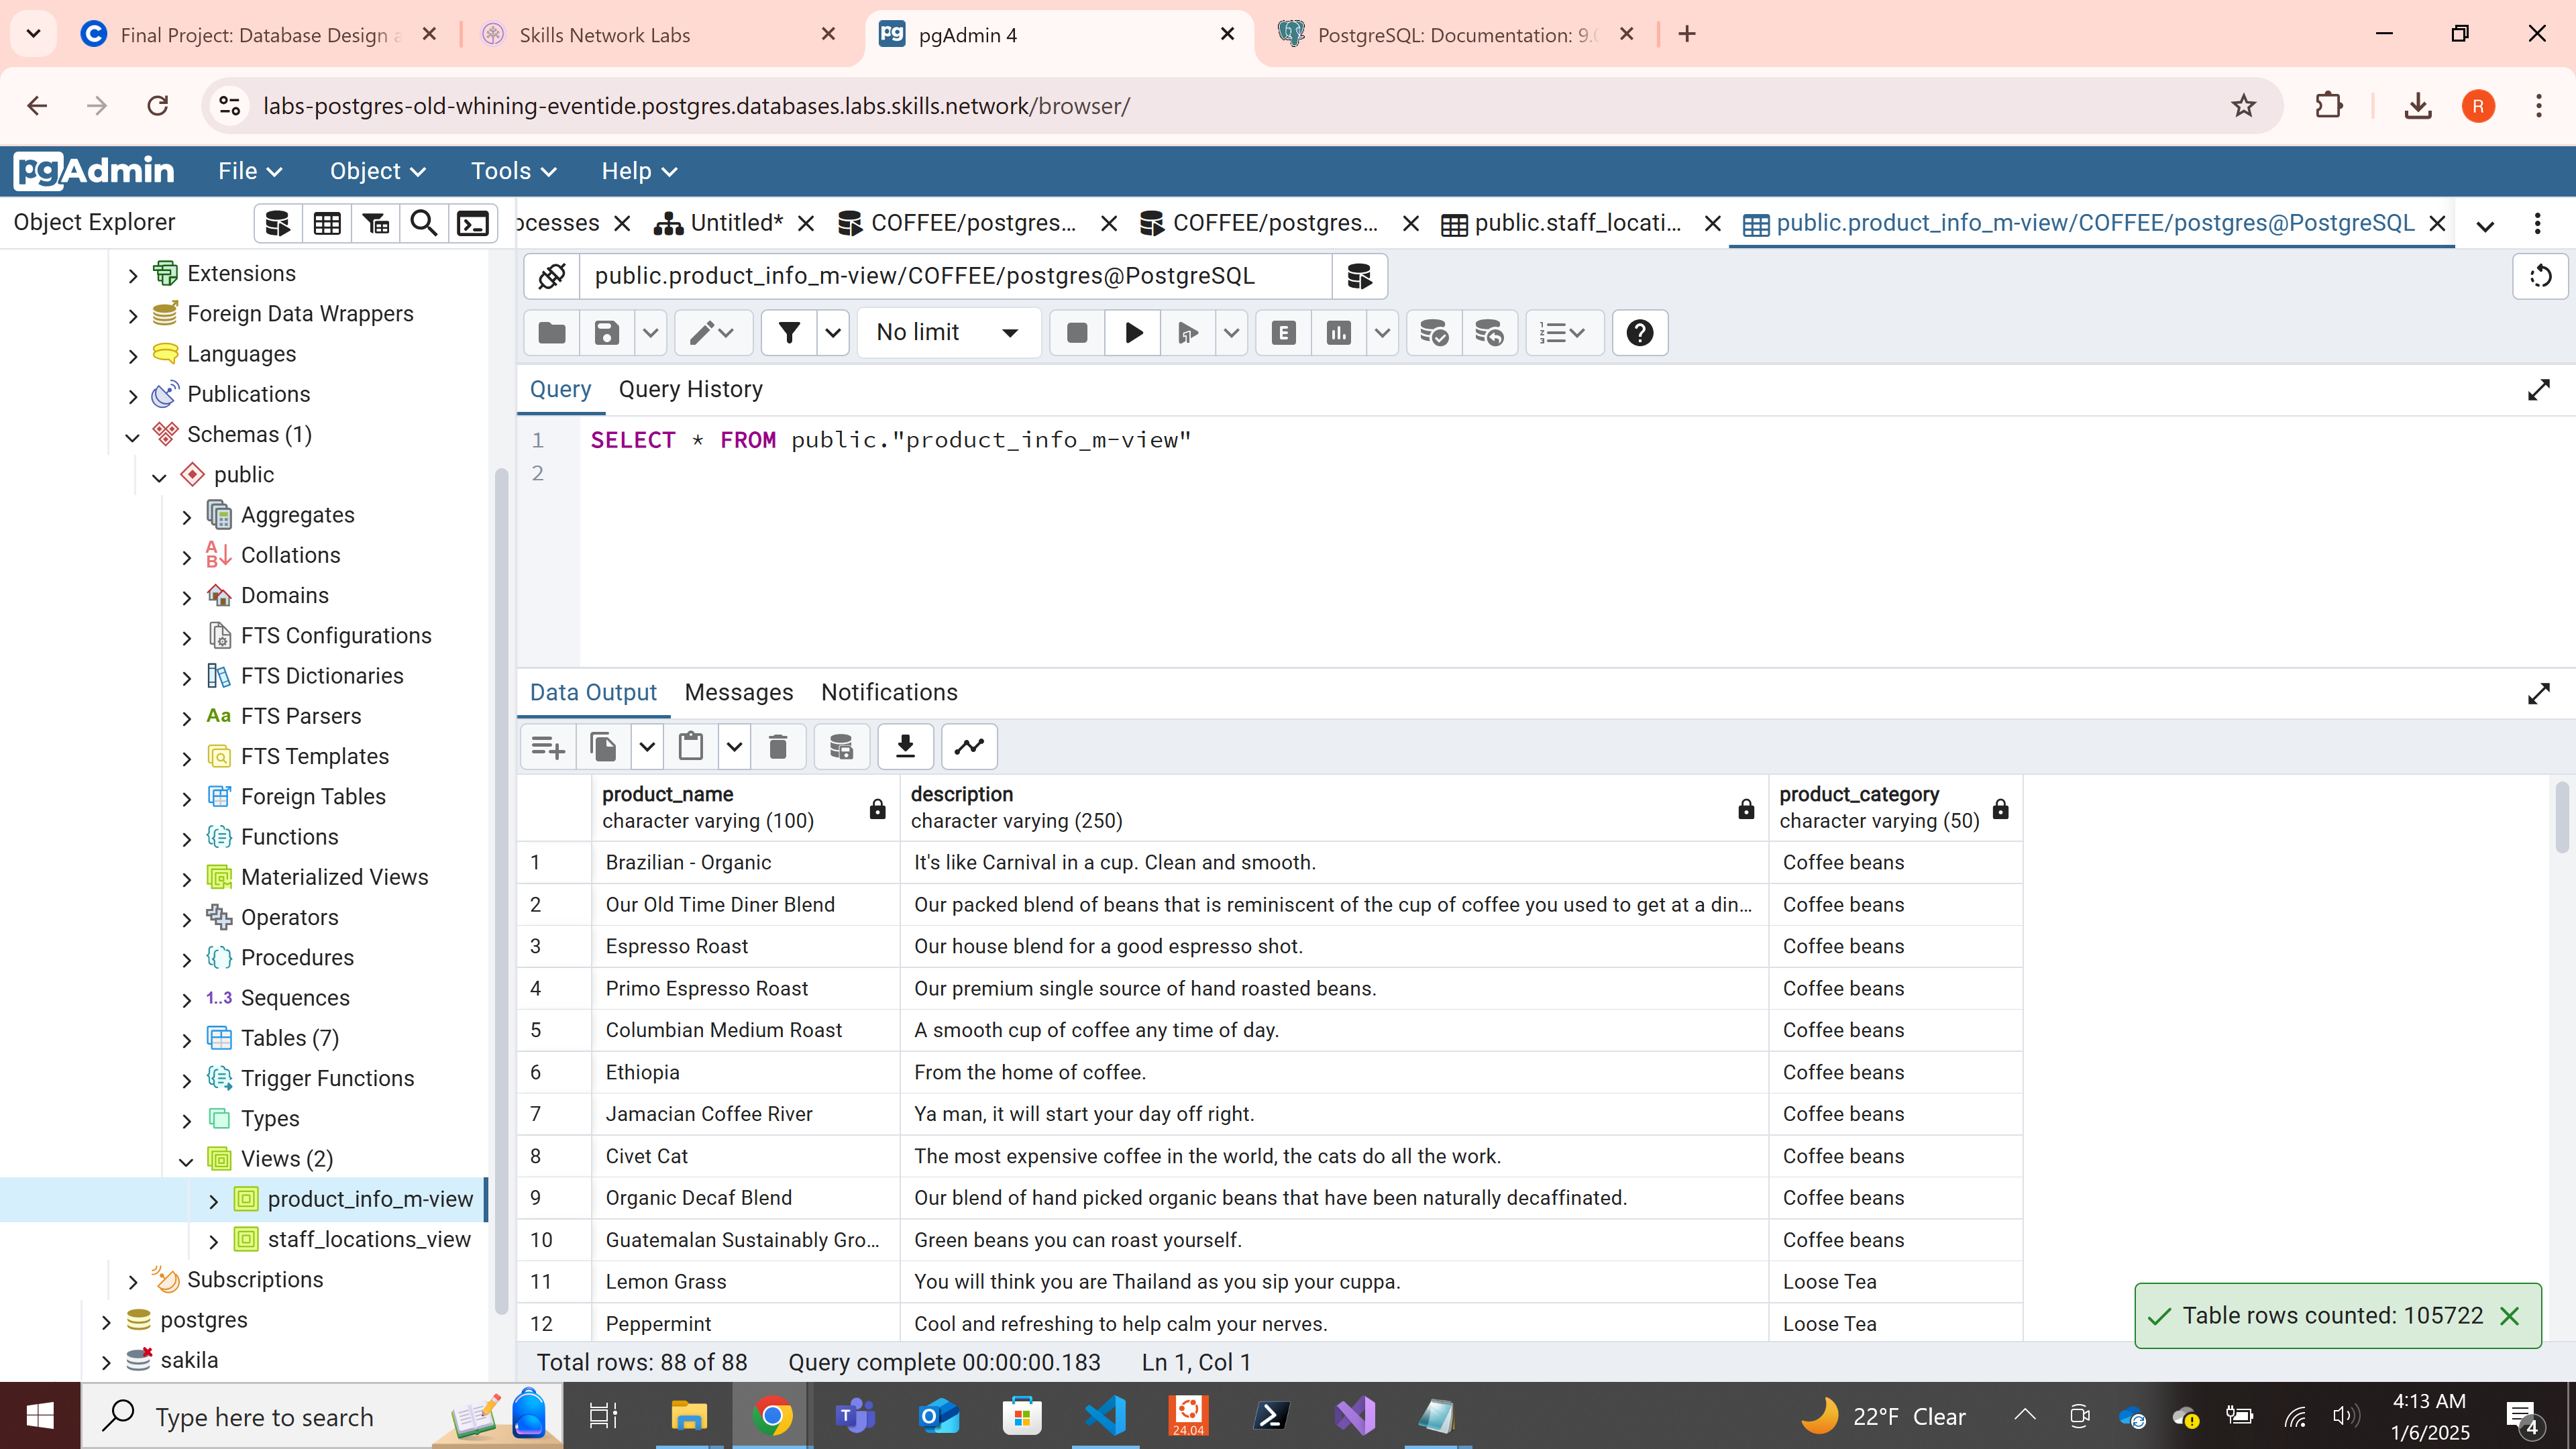 Final Project: Database Design a
Skills Network Labs
pgAdmin 4
PostgreSQL: Documentation: 9.0
labs-postgres-old-whining-eventide.postgres.databases.labs.skills.network/browser/
R
pgAdmin
File
Object
Tools
Help
Object Explorer
ocesses
Untitled*
COFFEE/postgres...
COFFEE/postgres...
public.staff_locati...
public.product_info_m-view/COFFEE/postgres@PostgreSQL
public.product_info_m-view/COFFEE/postgres@PostgreSQL
No limit
E
Query
Query History
1 SELECT * FROM public."product_info_m-view"
2
Extensions
Foreign Data Wrappers
Languages
Publications
Schemas (1)
public
Aggregates
Collations
Domains
FTS Configurations
FTS Dictionaries
Aa FTS Parsers
FTS Templates
Foreign Tables
Functions
Materialized Views
Operators
Procedures
1..3 Sequences
Tables (7)
Trigger Functions
Types
Views (2)
product_info_m-view
staff_locations_view
Subscriptions
postgres
sakila
Data Output
Messages
Notifications
product_name description product_category
character varying (100) character varying (250) character varying (50)
1 Brazilian - Organic It's like Carnival in a cup. Clean and smooth. Coffee beans
2 Our Old Time Diner Blend Our packed blend of beans that is reminiscent of the cup of coffee you used to get at a din... Coffee beans
3 Espresso Roast Our house blend for a good espresso shot. Coffee beans
4 Primo Espresso Roast Our premium single source of hand roasted beans. Coffee beans
5 Columbian Medium Roast A smooth cup of coffee any time of day. Coffee beans
6 Ethiopia From the home of coffee. Coffee beans
7 Jamacian Coffee River Ya man, it will start your day off right. Coffee beans
8 Civet Cat The most expensive coffee in the world, the cats do all the work. Coffee beans
9 Organic Decaf Blend Our blend of hand picked organic beans that have been naturally decaffinated. Coffee beans
10 Guatemalan Sustainably Gro... Green beans you can roast yourself. Coffee beans
11 Lemon Grass You will think you are Thailand as you sip your cuppa. Loose Tea
12 Peppermint Cool and refreshing to help calm your nerves. Loose Tea
Table rows counted: 105722
Total rows: 88 of 88 Query complete 00:00:00.183 Ln 1, Col 1
Type here to search
24.04
22°F Clear
4:13 AM
1/6/2025
4